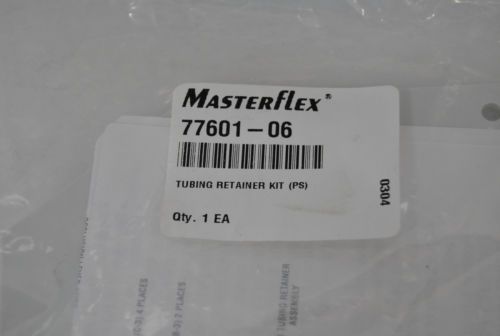 MASTERFLEX®
77601-06
TUBING RETAINER KIT (PS)
0304
Qty. 1 EA
TUBING RETAINER
ASSEMBLY
2 PLACES
4 PLACES